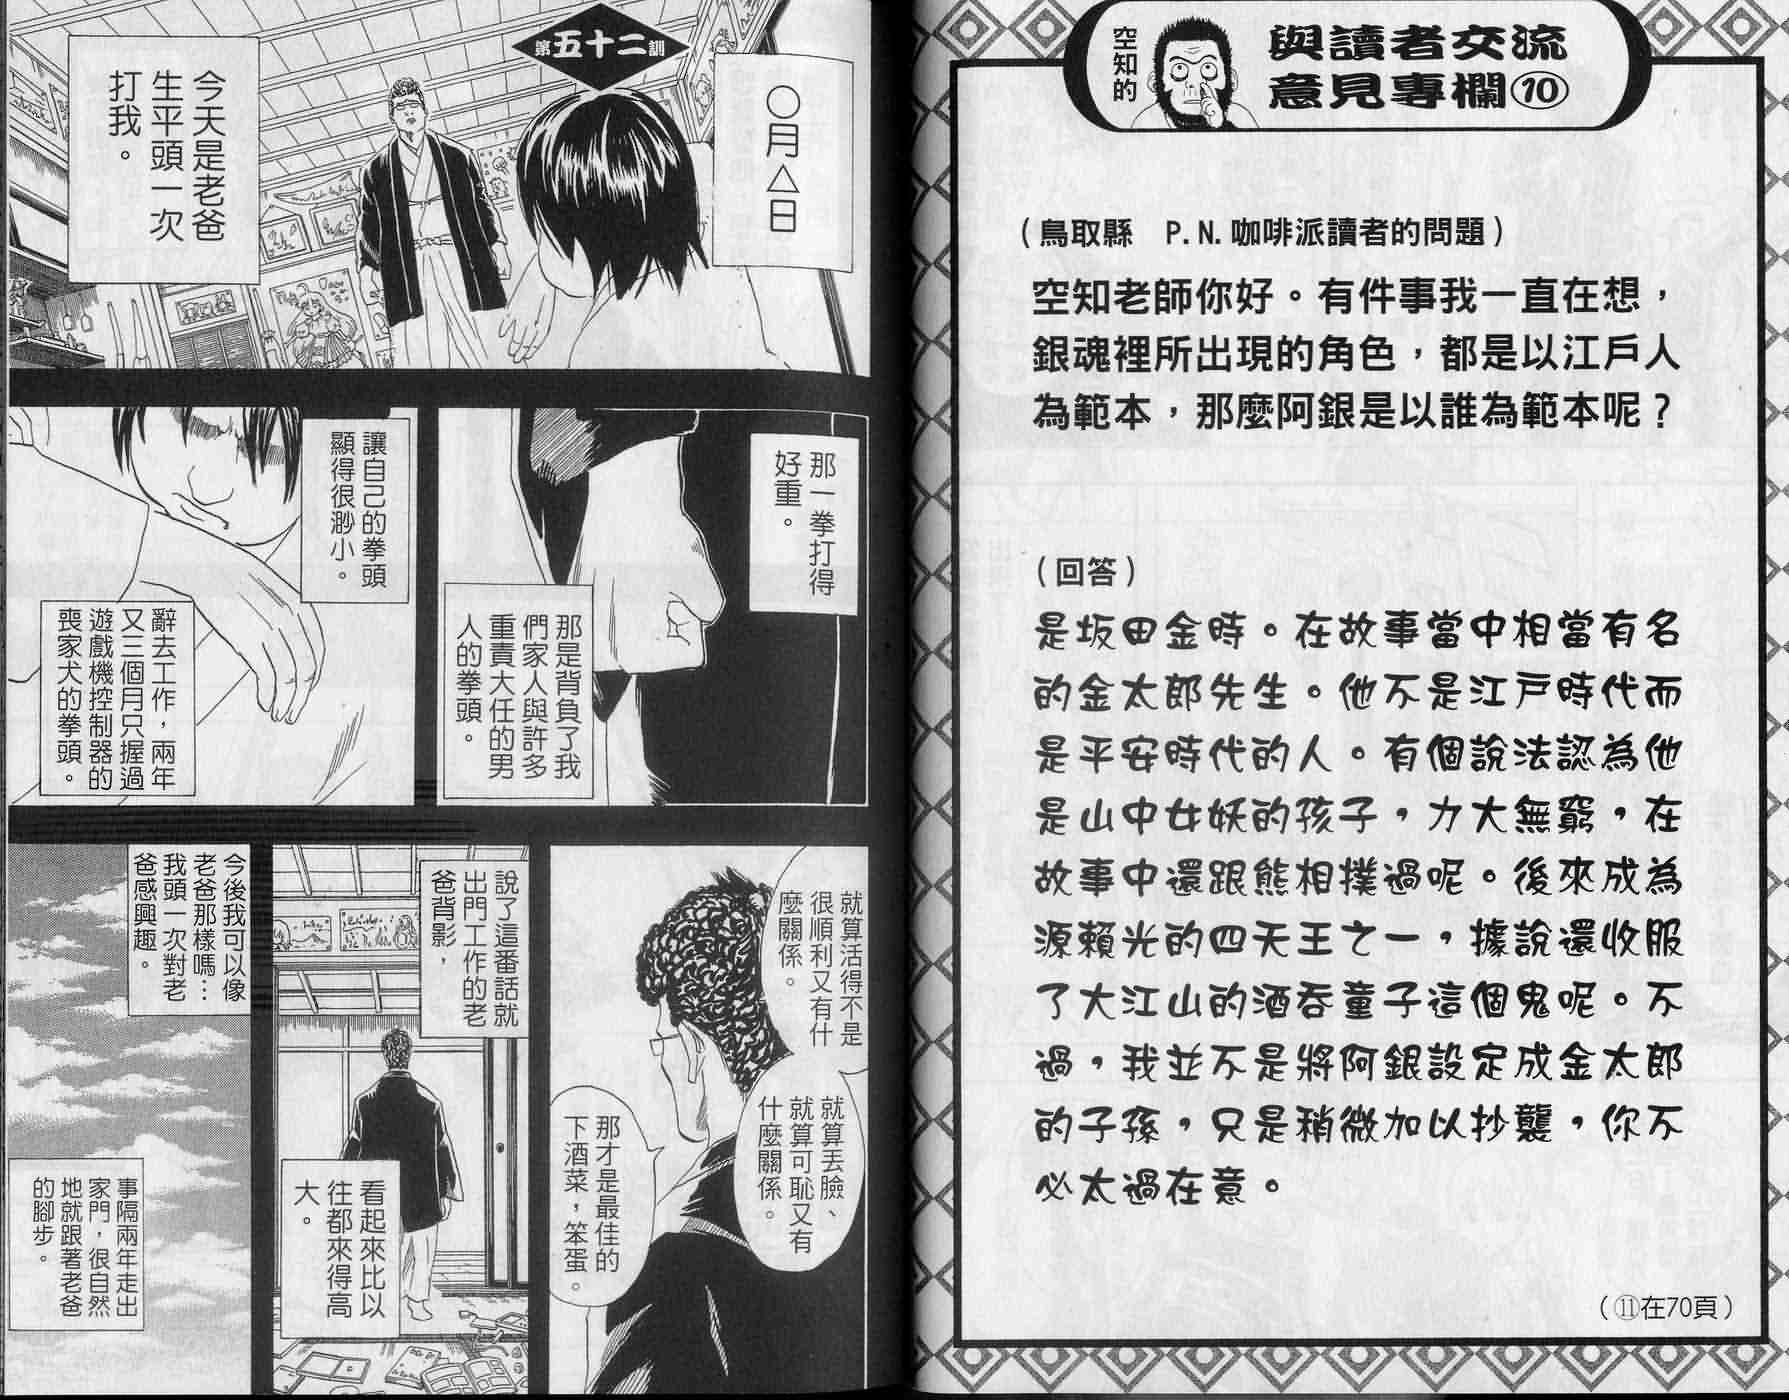 空知的
與讀者交流
意見專欄⑩
（鳥取縣　P.N.咖啡派讀者的問題）
空知老師你好。有件事我一直在想，
銀魂裡所出現的角色，都是以江戶人
為範本，那麼阿銀是以誰為範本呢？
（回答）
是坂田金時。在故事當中相當有名
的金太郎先生。他不是江戶時代而
是平安時代的人。有個說法認為他
是山中女妖的孩子，力大無窮，在
故事中還跟熊相撲過呢。後來成為
源賴光的四天王之一，據說還收服
了大江山的酒吞童子這個鬼呢。不
過，我並不是將阿銀設定成金太郎
的子孫，只是稍微加以抄襲，你不
必太過在意。
（⑪在70頁）
第五十二訓
〇月△日
今天是老爸
生平頭一次
打我。
那一拳打得
好重。
那是背負了我
們家人與許多
重責大任的男
人的拳頭。
讓自己的拳頭
顯得很渺小。
辭去工作，兩年
又三個月只握過
遊戲機控制器的
喪家犬的拳頭。
就算活得不是
很順利又有什
麼關係。
就算丟臉、
就算可恥又有
什麼關係。
那才是最佳的
下酒菜，笨蛋。
說了這番話就
出門工作的老
爸背影，
看起來比以
往都來得高
大。
今後我可以像
老爸那樣嗎…
我頭一次對老
爸感興趣。
事隔兩年走出
家門，很自然
地就跟著老爸
的腳步。